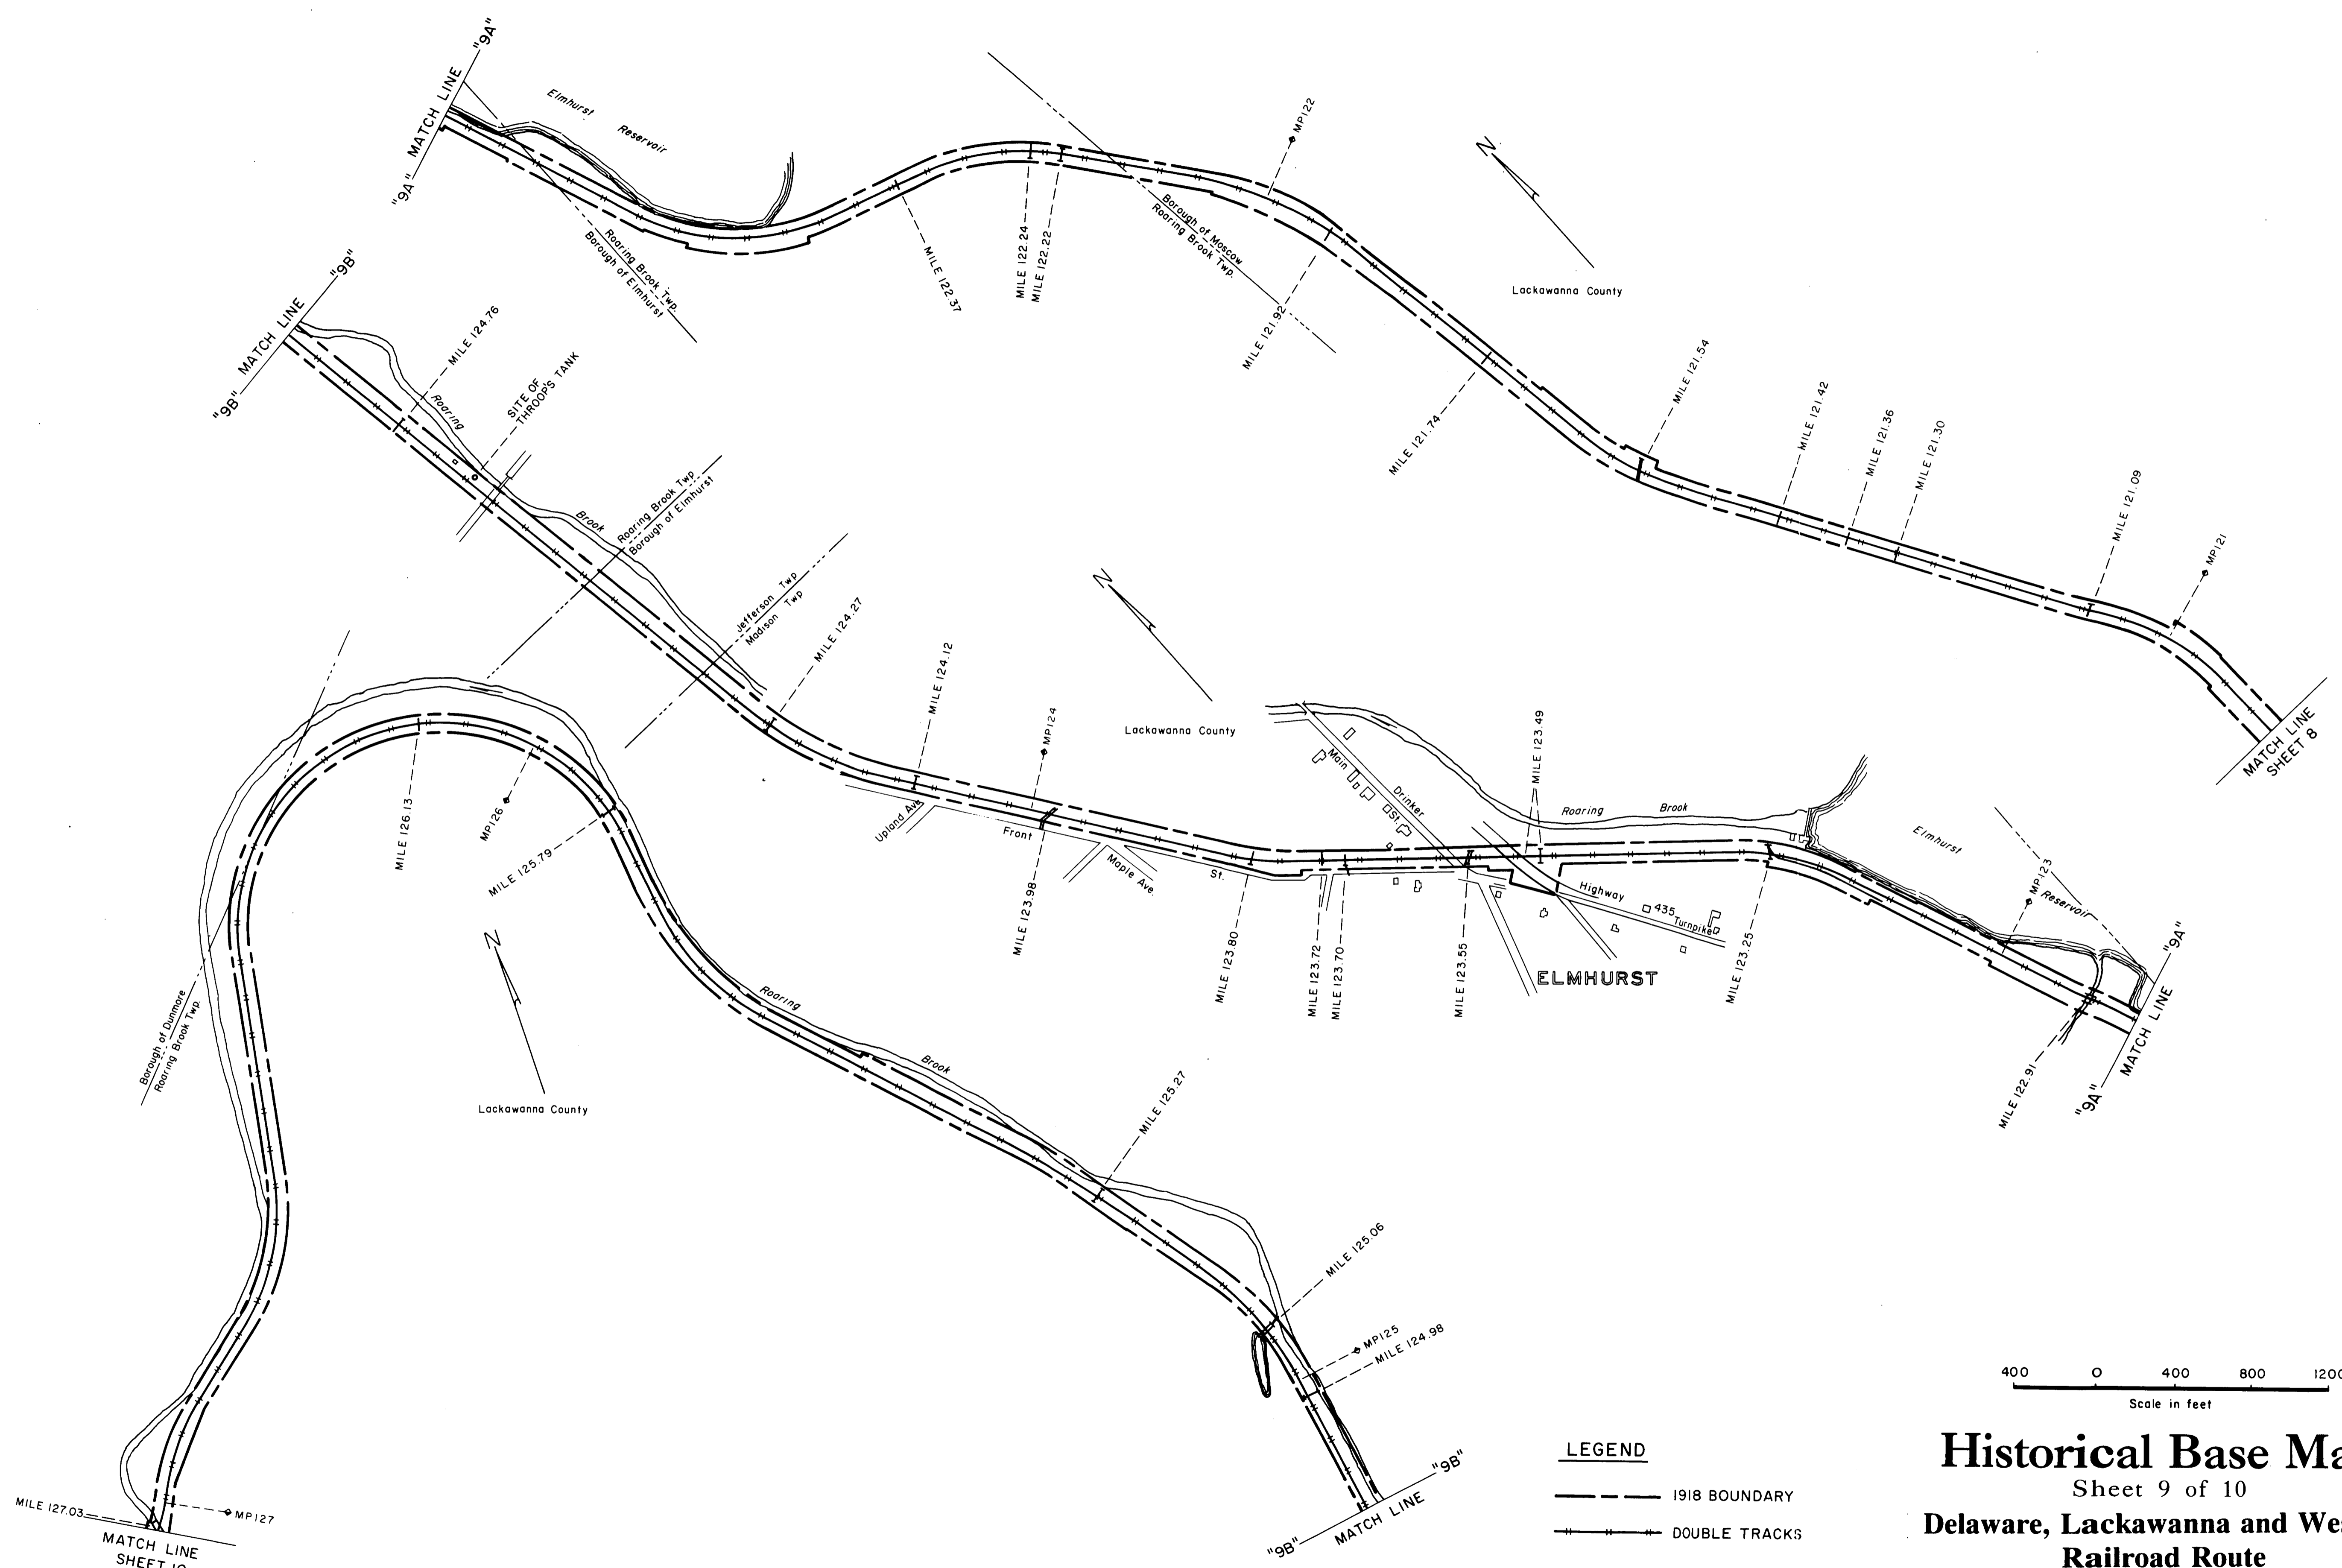 "9A"
MATCH LINE
"9A"
Elmhurst
Reservoir
Roaring Brook Twp.
Borough of Elmhurst
MILE 122.37
MILE 122.24
MILE 122.22
Borough of Moscow
Roaring Brook Twp.
MP122
MILE 121.92
N
Lackawanna County
MILE 121.74
MILE 121.54
MILE 121.42
MILE 121.36
MILE 121.30
MILE 121.09
MP121
MATCH LINE
SHEET 8
"9B"
MATCH LINE
"9B"
MILE 124.76
Roaring
SITE OF
THROOP'S TANK
Brook
Roaring Brook Twp
Borough of Elmhurst
Jefferson Twp
Madison Twp
MILE 124.27
MILE 124.12
Upland Ave.
MP124
Front
MILE 123.98
Maple Ave.
St.
N
Lackawanna County
MILE 123.80
MILE 123.72
MILE 123.70
Main
St.
Drinker
MILE 123.55
MILE 123.49
Roaring Brook
Highway
435
Turnpike
ELMHURST
MILE 123.25
Elmhurst
Reservoir
MP123
MILE 122.91
"9A"
MATCH LINE
"9A"
MILE 126.13
MP126
MILE 125.79
Borough of Dunmore
Roaring Brook Twp.
N
Lackawanna County
Roaring
Brook
MILE 125.27
MILE 125.06
MP125
MILE 124.98
"9B"
MATCH LINE
"9B"
MILE 127.03
MP127
MATCH LINE
LEGEND
1918 BOUNDARY
DOUBLE TRACKS
400 0 400 800 1200
Scale in feet
Historical Base Ma
Sheet 9 of 10
Delaware, Lackawanna and Wes
Railroad Route